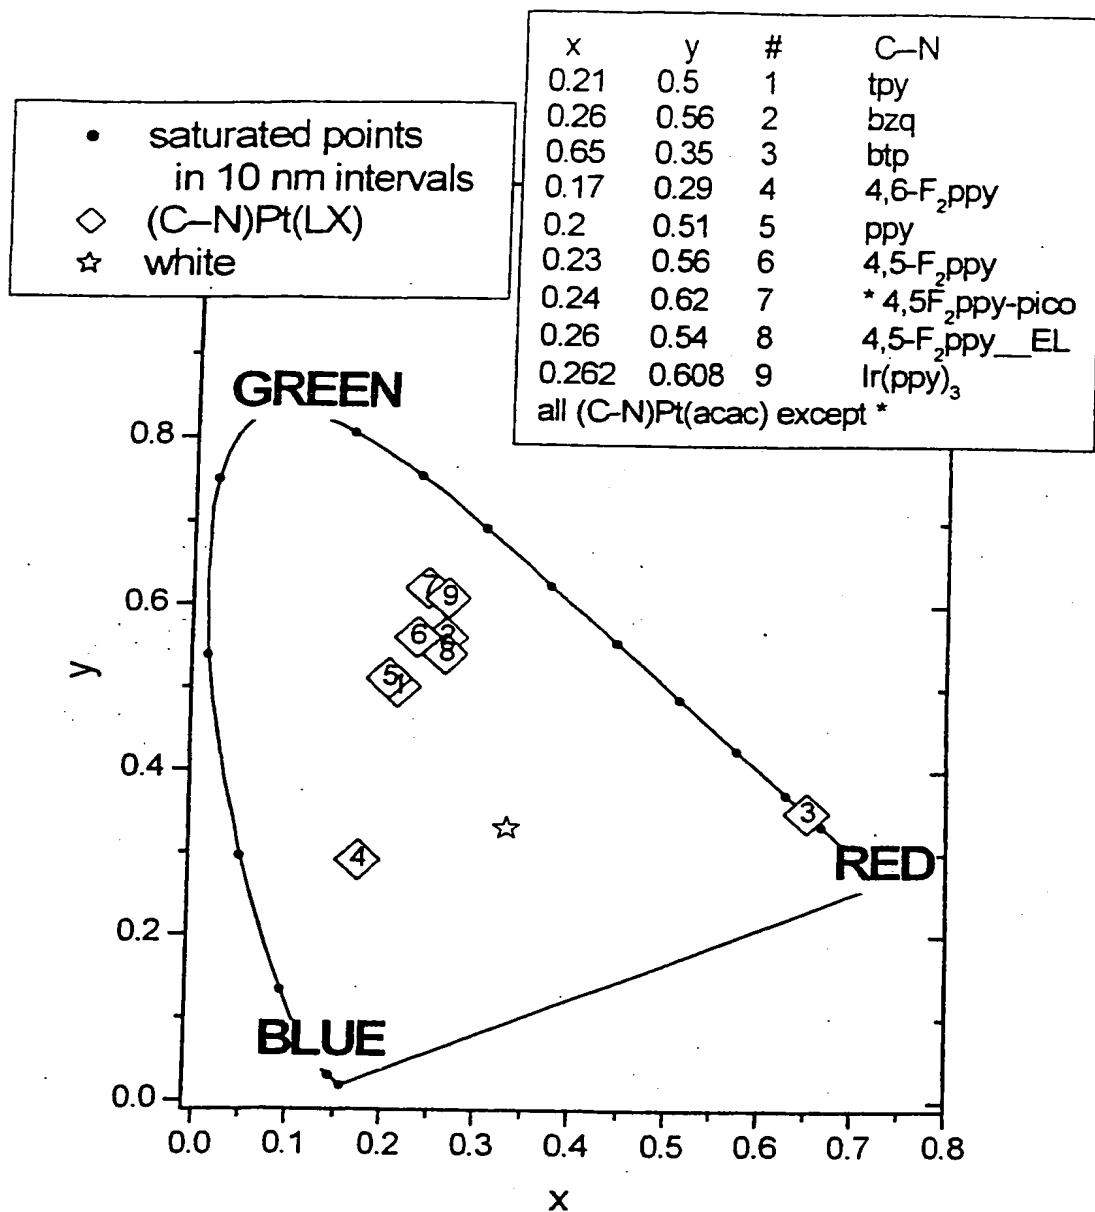 x y # C–N
0.21 0.5 1 tpy
0.26 0.56 2 bzq
0.65 0.35 3 btp
0.17 0.29 4 4,6-F₂ppy
0.2 0.51 5 ppy
0.23 0.56 6 4,5-F₂ppy
0.24 0.62 7 * 4,5F₂ppy-pico
0.26 0.54 8 4,5-F₂ppy__EL
0.262 0.608 9 Ir(ppy)₃
all (C-N)Pt(acac) except *
saturated points
in 10 nm intervals
(C–N)Pt(LX)
white
GREEN
0.8
7
9
0.6
6 2
8
5 1
y
0.4
3
4
RED
0.2
BLUE
0.0
0.0 0.1 0.2 0.3 0.4 0.5 0.6 0.7 0.8
x